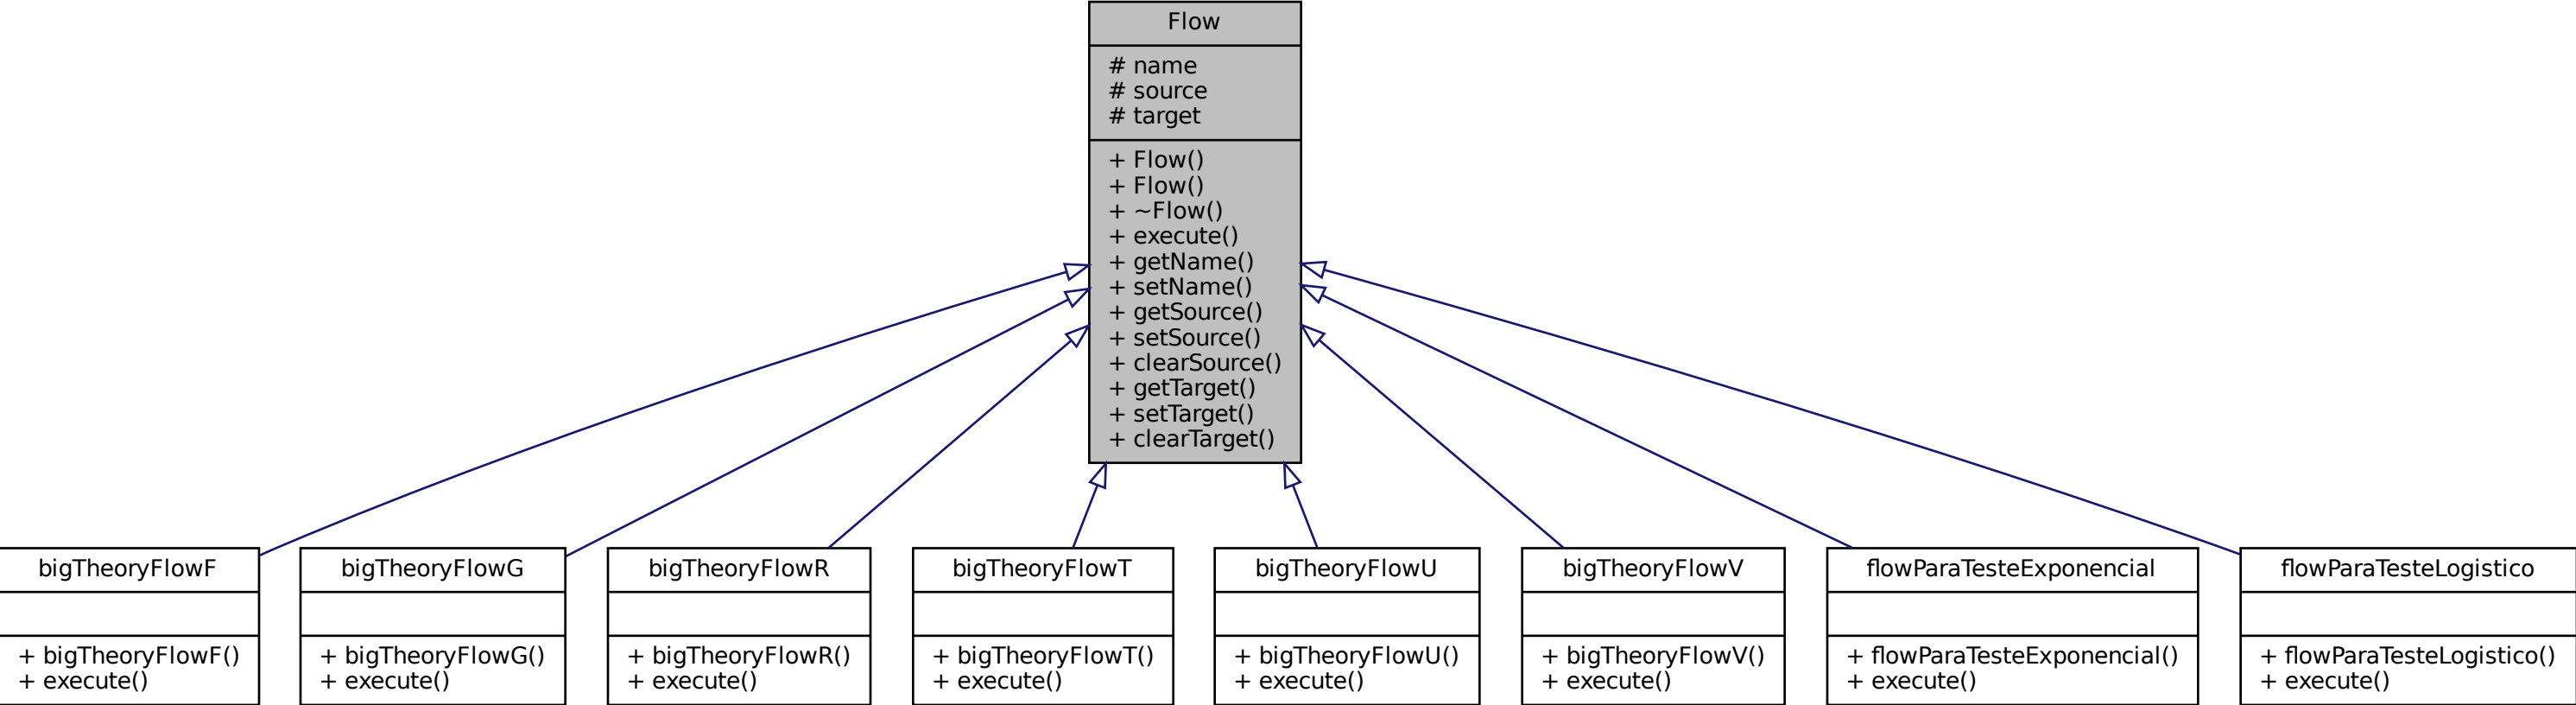 Flow
# name
# source
# target
+ Flow()
+ Flow()
+ ~Flow()
+ execute()
+ getName()
+ setName()
+ getSource()
+ setSource()
+ clearSource()
+ getTarget()
+ setTarget()
+ clearTarget()
bigTheoryFlowF
+ bigTheoryFlowF()
+ execute()
bigTheoryFlowG
+ bigTheoryFlowG()
+ execute()
bigTheoryFlowR
+ bigTheoryFlowR()
+ execute()
bigTheoryFlowT
+ bigTheoryFlowT()
+ execute()
bigTheoryFlowU
+ bigTheoryFlowU()
+ execute()
bigTheoryFlowV
+ bigTheoryFlowV()
+ execute()
flowParaTesteExponencial
+ flowParaTesteExponencial()
+ execute()
flowParaTesteLogistico
+ flowParaTesteLogistico()
+ execute()